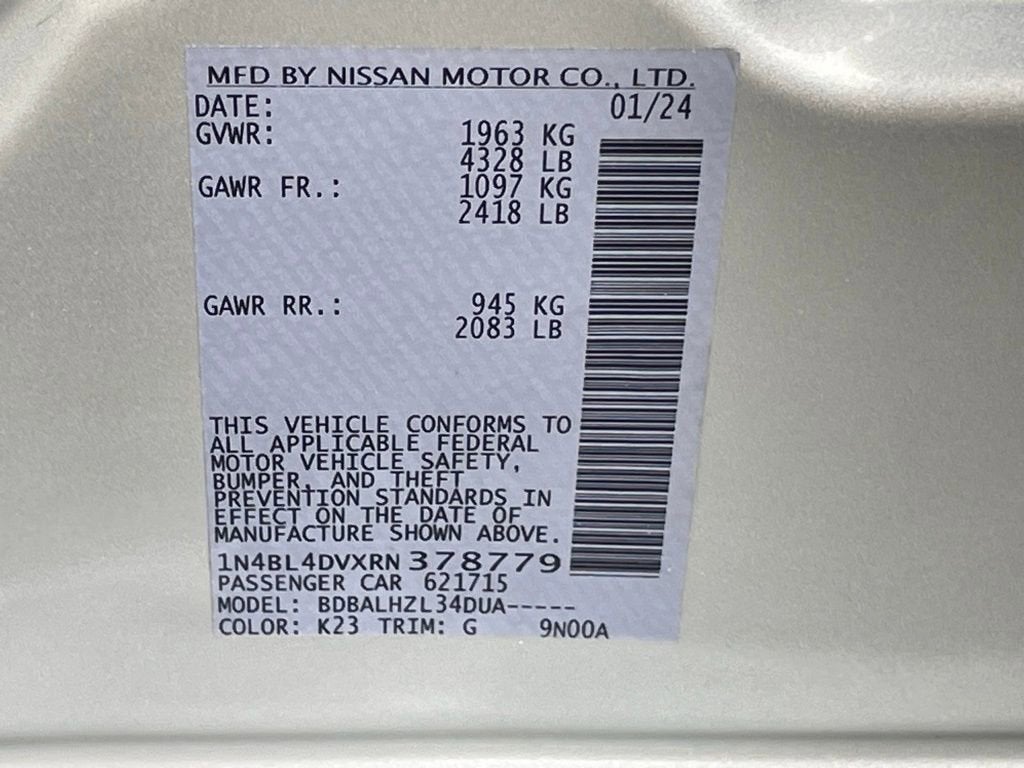 MFD BY NISSAN MOTOR CO., LTD.
DATE: 01/24
GVWR: 1963 KG
4328 LB
GAWR FR.: 1097 KG
2418 LB
GAWR RR.: 945 KG
2083 LB
THIS VEHICLE CONFORMS TO
ALL APPLICABLE FEDERAL
MOTOR VEHICLE SAFETY,
BUMPER, AND THEFT
PREVENTION STANDARDS IN
EFFECT ON THE DATE OF
MANUFACTURE SHOWN ABOVE.
1N4BL4DVXRN378779
PASSENGER CAR 621715
MODEL: BDBALHZL34DUA-----
COLOR: K23 TRIM: G 9N00A